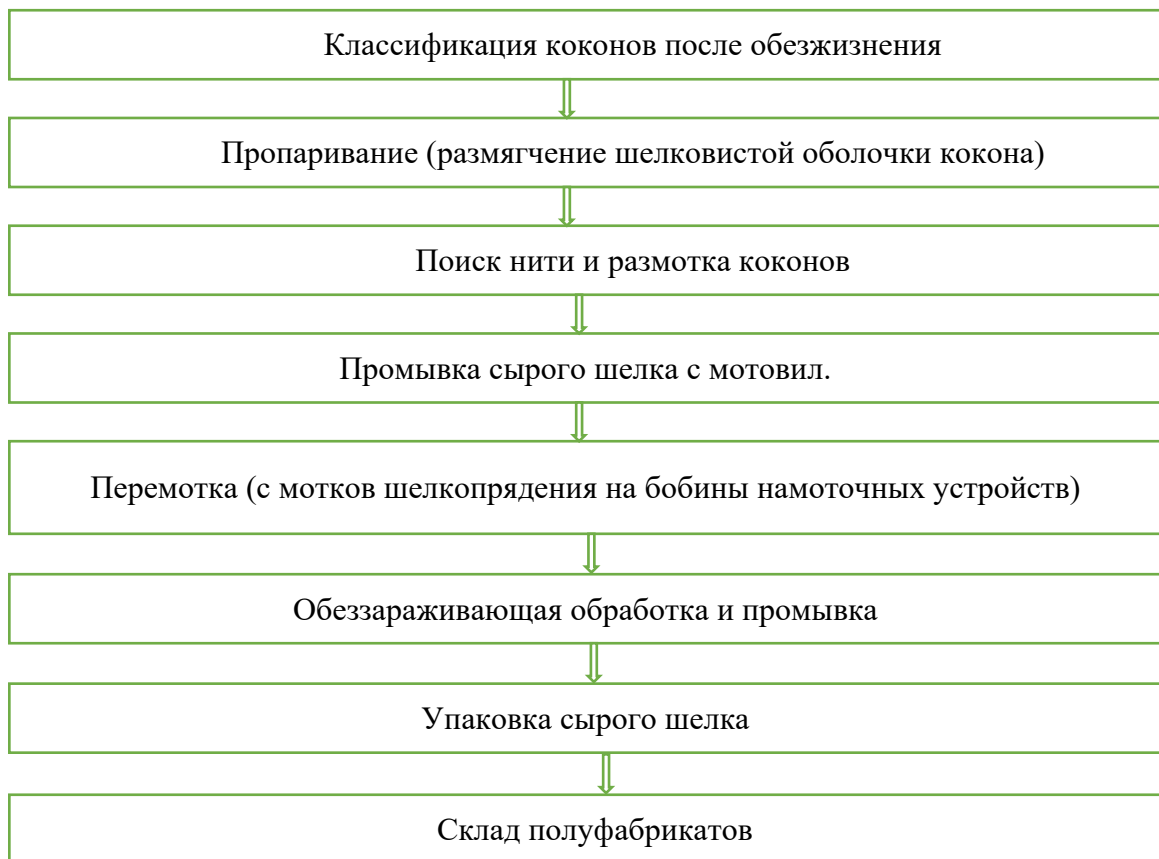 Классификация коконов после обезжизнения
Пропаривание (размягчение шелковистой оболочки кокона)
Поиск нити и размотка коконов
Промывка сырого шелка с мотовил.
Перемотка (с мотков шелкопрядения на бобины намоточных устройств)
Обеззараживающая обработка и промывка
Упаковка сырого шелка
Склад полуфабрикатов